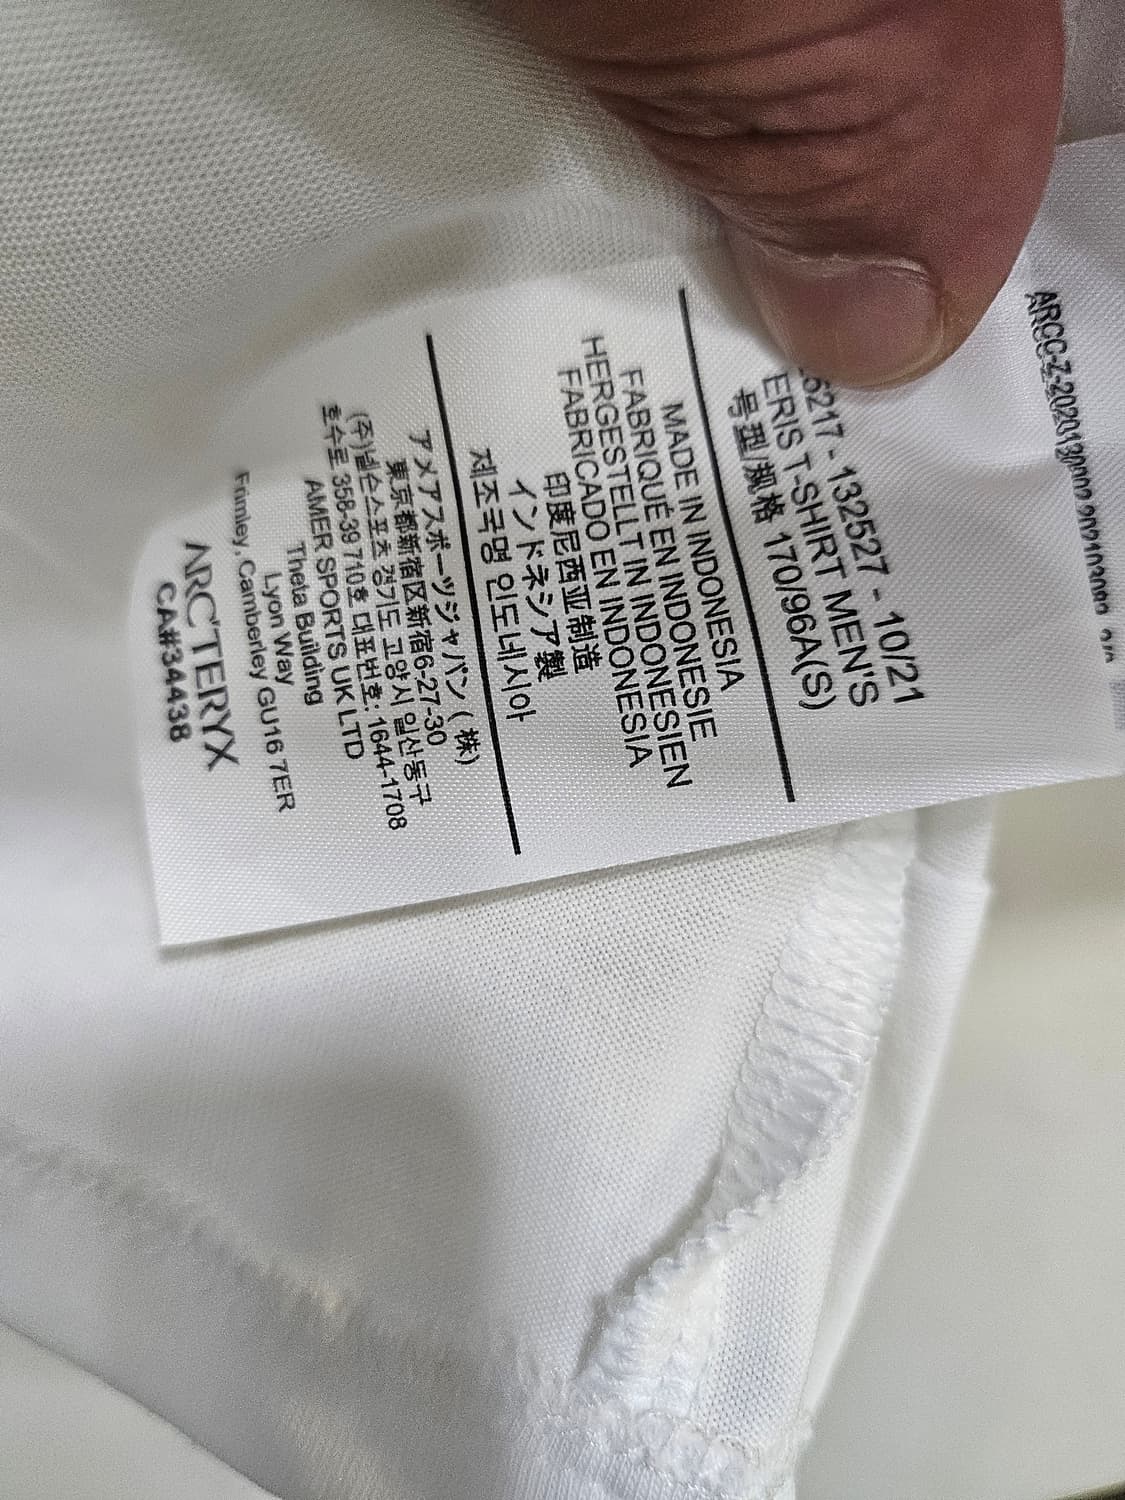 6217 - 132527 - 10/21
ERIS T-SHIRT MEN'S
号型/规格 170/96A(S)
MADE IN INDONESIA
FABRIQUÉ EN INDONESIE
HERGESTELLT IN INDONESIEN
FABRICADO EN INDONESIA
印度尼西亚制造
インドネシア製
제조국명 인도네시아
アメアスポーツジャパン(株)
東京都新宿区新宿6-27-30
(주)넬슨스포츠 경기도 고양시 일산동구
호수로 358-39 710호 대표번호: 1644-1708
AMER SPORTS UK LTD
Theta Building
Lyon Way
Frimley, Camberley GU16 7ER
ARC'TERYX
CA#34438